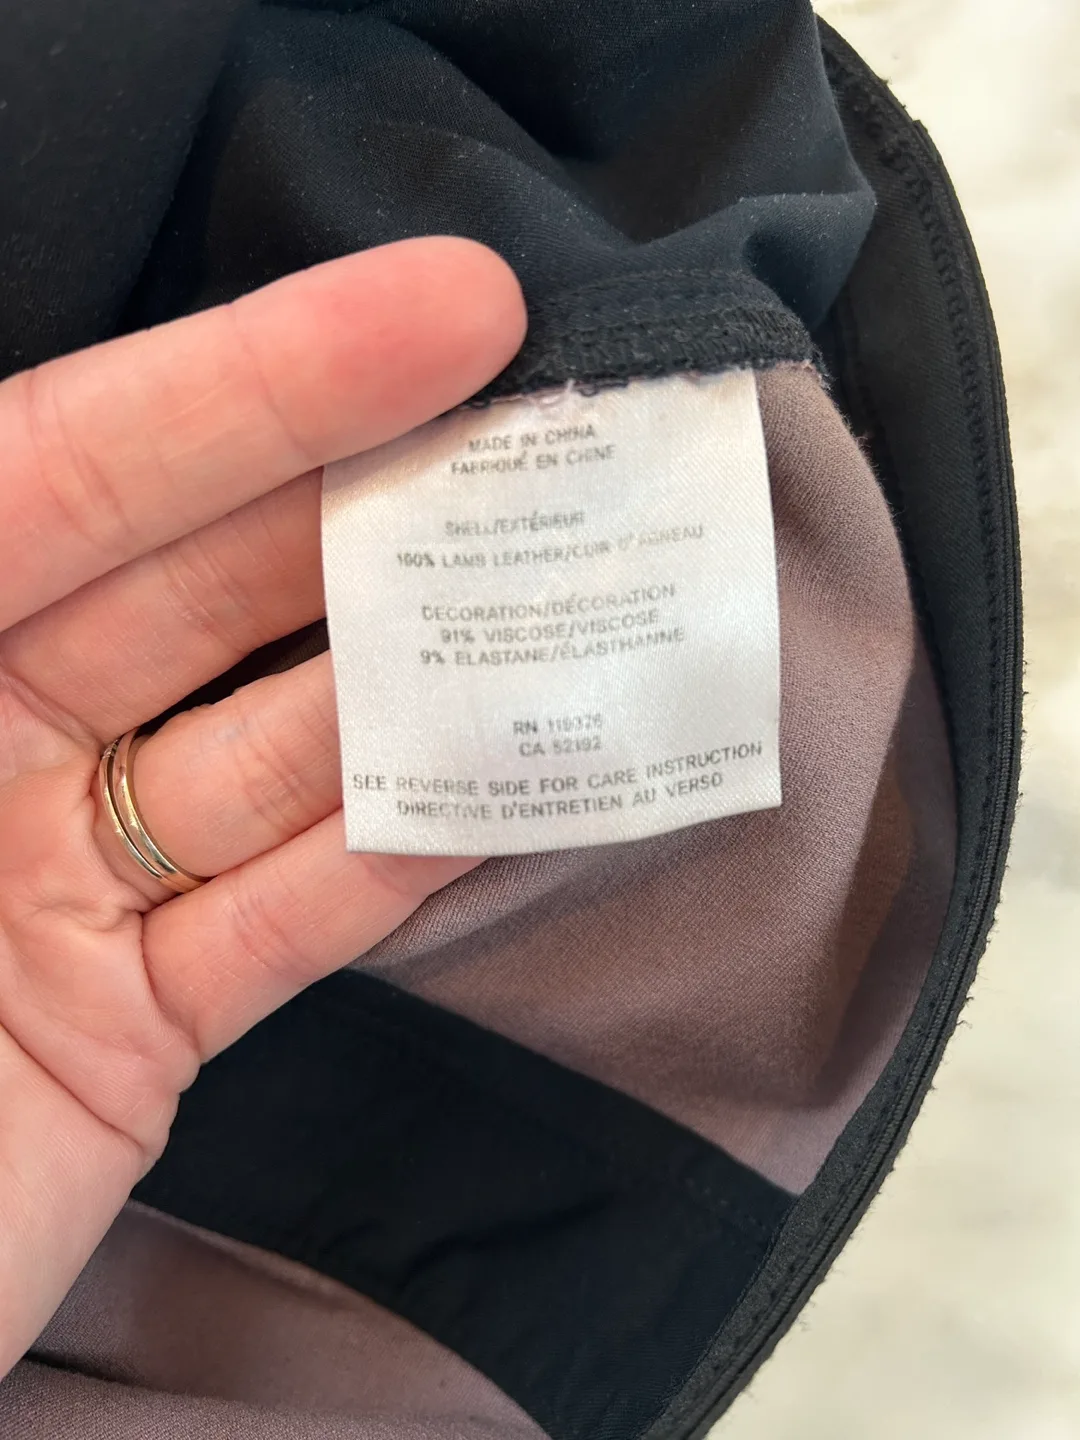 MADE IN CHINA
FABRIQUÉ EN CHINE
SHELL/EXTÉRIEUR
100% LAMB LEATHER/CUIR D'AGNEAU
DECORATION/DÉCORATION
91% VISCOSE/VISCOSE
9% ELASTANE/ÉLASTHANNE
RN
CA 52192
SEE REVERSE SIDE FOR CARE INSTRUCTION
DIRECTIVE D'ENTRETIEN AU VERSO